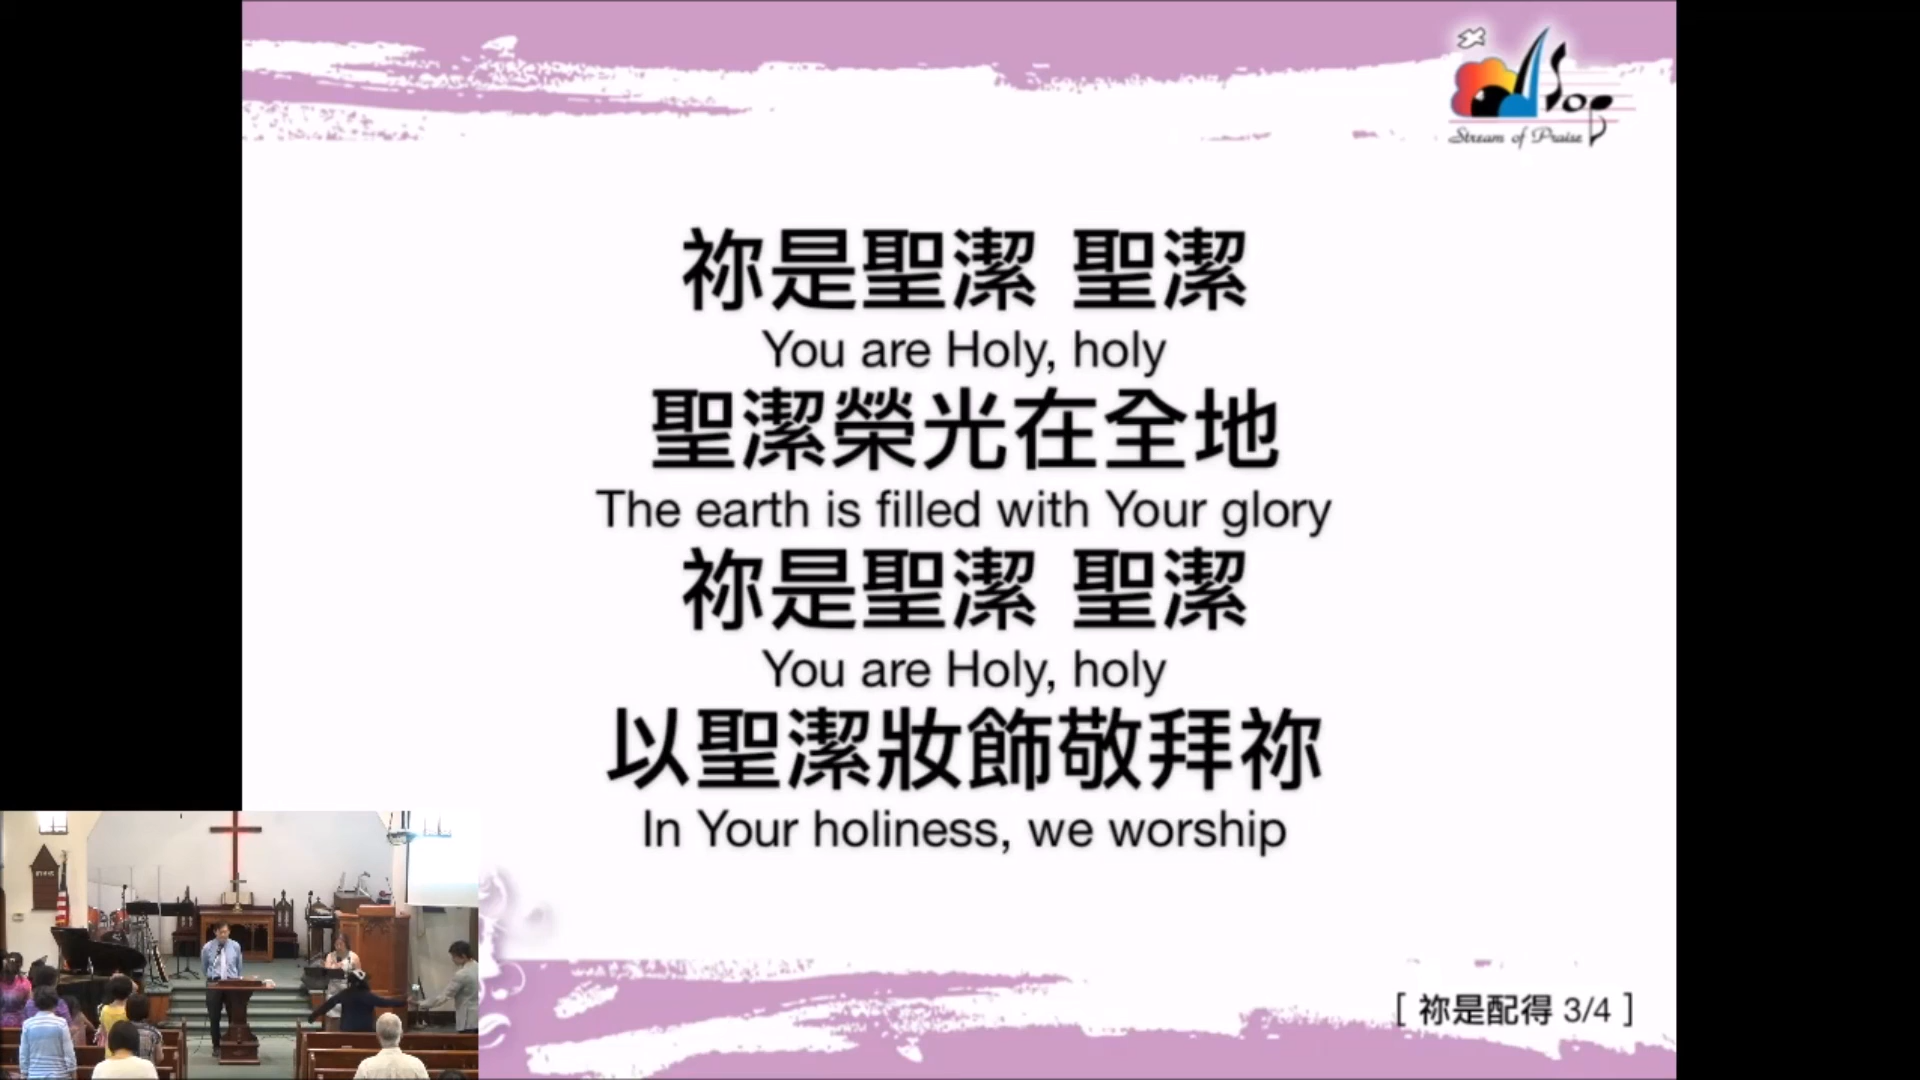 SOP
Stream of Praise
祢是聖潔 聖潔
You are Holy, holy
聖潔榮光在全地
The earth is filled with Your glory
祢是聖潔 聖潔
You are Holy, holy
以聖潔妝飾敬拜祢
In Your holiness, we worship
[ 祢是配得 3/4 ]